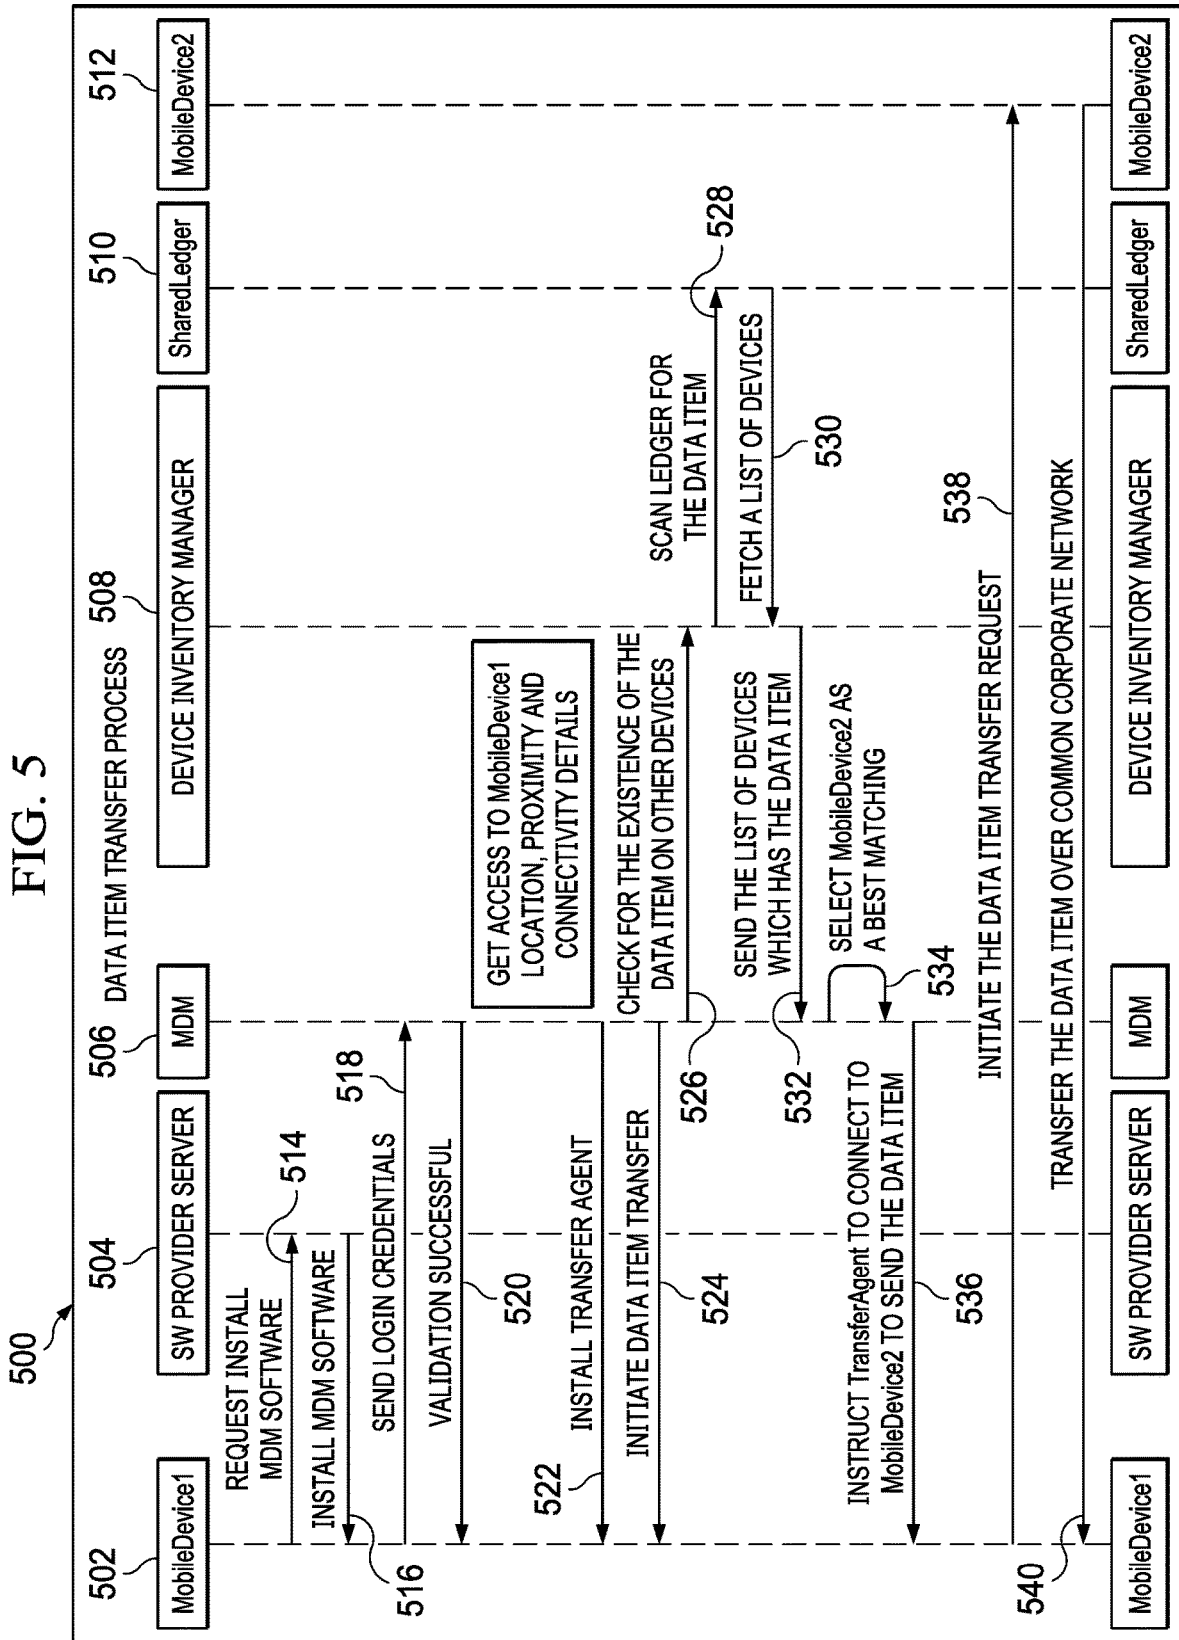 FIG. 5
500
DATA ITEM TRANSFER PROCESS
502
504
506
508
510
512
MobileDevice1
SW PROVIDER SERVER
MDM
DEVICE INVENTORY MANAGER
SharedLedger
MobileDevice2
REQUEST INSTALL
MDM SOFTWARE
514
INSTALL MDM SOFTWARE
516
SEND LOGIN CREDENTIALS
518
VALIDATION SUCCESSFUL
520
GET ACCESS TO MobileDevice1
LOCATION, PROXIMITY AND
CONNECTIVITY DETAILS
INSTALL TRANSFER AGENT
522
INITIATE DATA ITEM TRANSFER
524
CHECK FOR THE EXISTENCE OF THE
DATA ITEM ON OTHER DEVICES
526
SCAN LEDGER FOR
THE DATA ITEM
528
FETCH A LIST OF DEVICES
530
SEND THE LIST OF DEVICES
WHICH HAS THE DATA ITEM
532
SELECT MobileDevice2 AS
A BEST MATCHING
534
INSTRUCT TransferAgent TO CONNECT TO
MobileDevice2 TO SEND THE DATA ITEM
536
INITIATE THE DATA ITEM TRANSFER REQUEST
538
TRANSFER THE DATA ITEM OVER COMMON CORPORATE NETWORK
540
MobileDevice1
SW PROVIDER SERVER
MDM
DEVICE INVENTORY MANAGER
SharedLedger
MobileDevice2